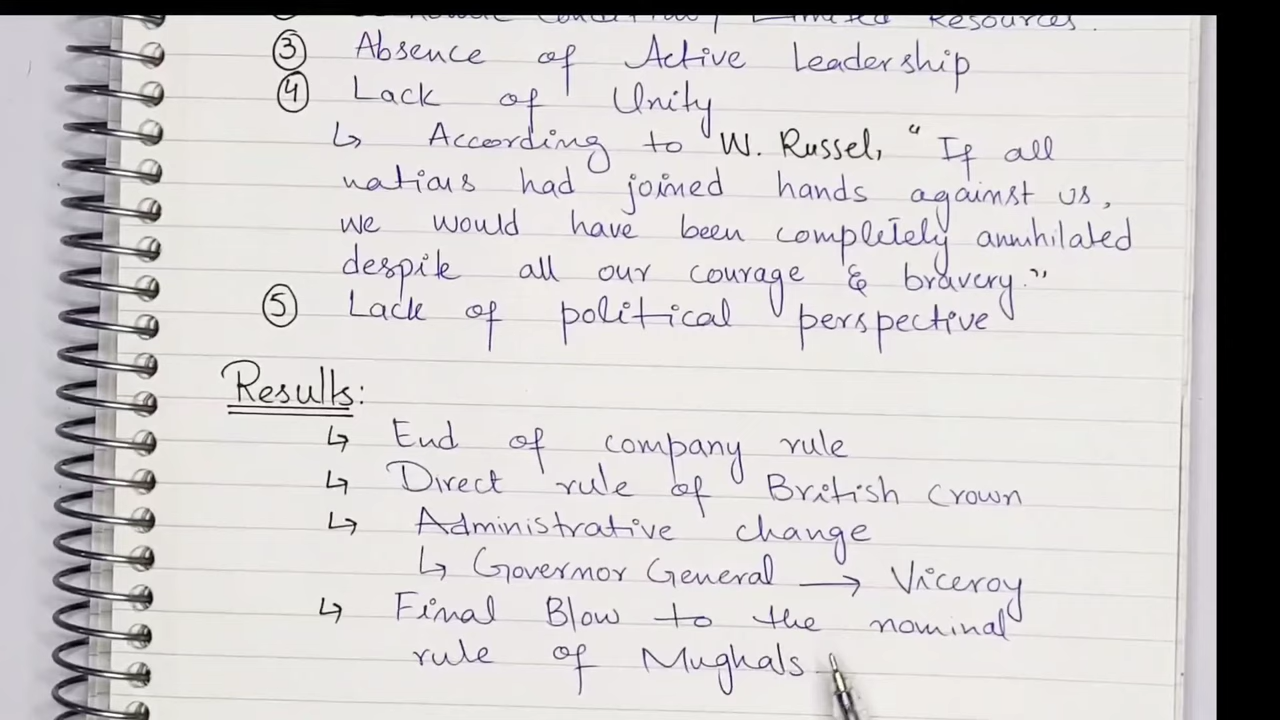 Limited Resources.
③ Absence of Active Leadership
④ Lack of Unity
↳ According to W. Russel, "If all
nations had joined hands against us,
we would have been completely annihilated
despite all our courage & bravery."
⑤ Lack of political perspective
Results:
↳ End of company rule
↳ Direct rule of British Crown
↳ Administrative change
↳ Governor General → Viceroy
↳ Final Blow to the nominal
rule of Mughals